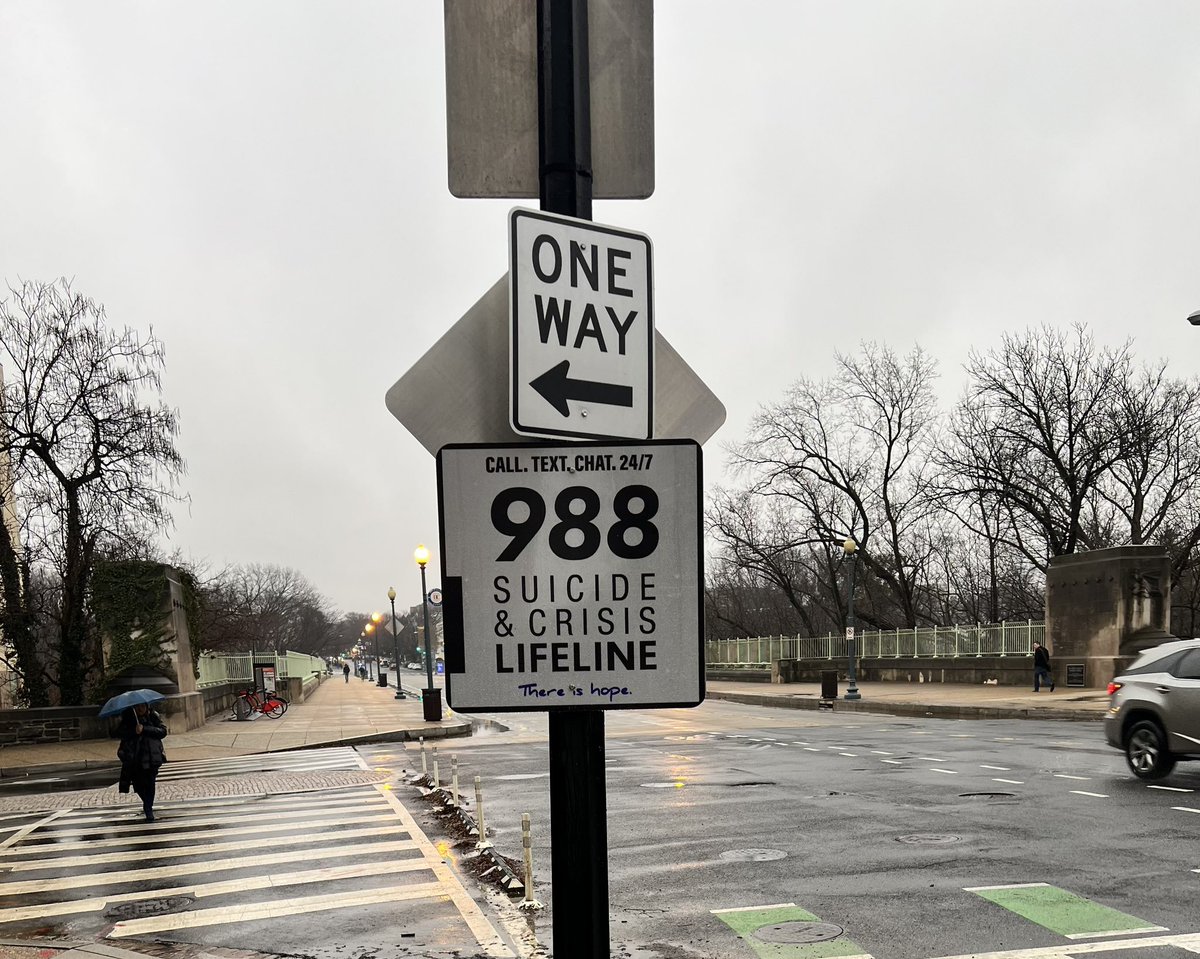 ONE
WAY
CALL. TEXT. CHAT. 24/7
988
SUICIDE
& CRISIS
LIFELINE
There is hope.